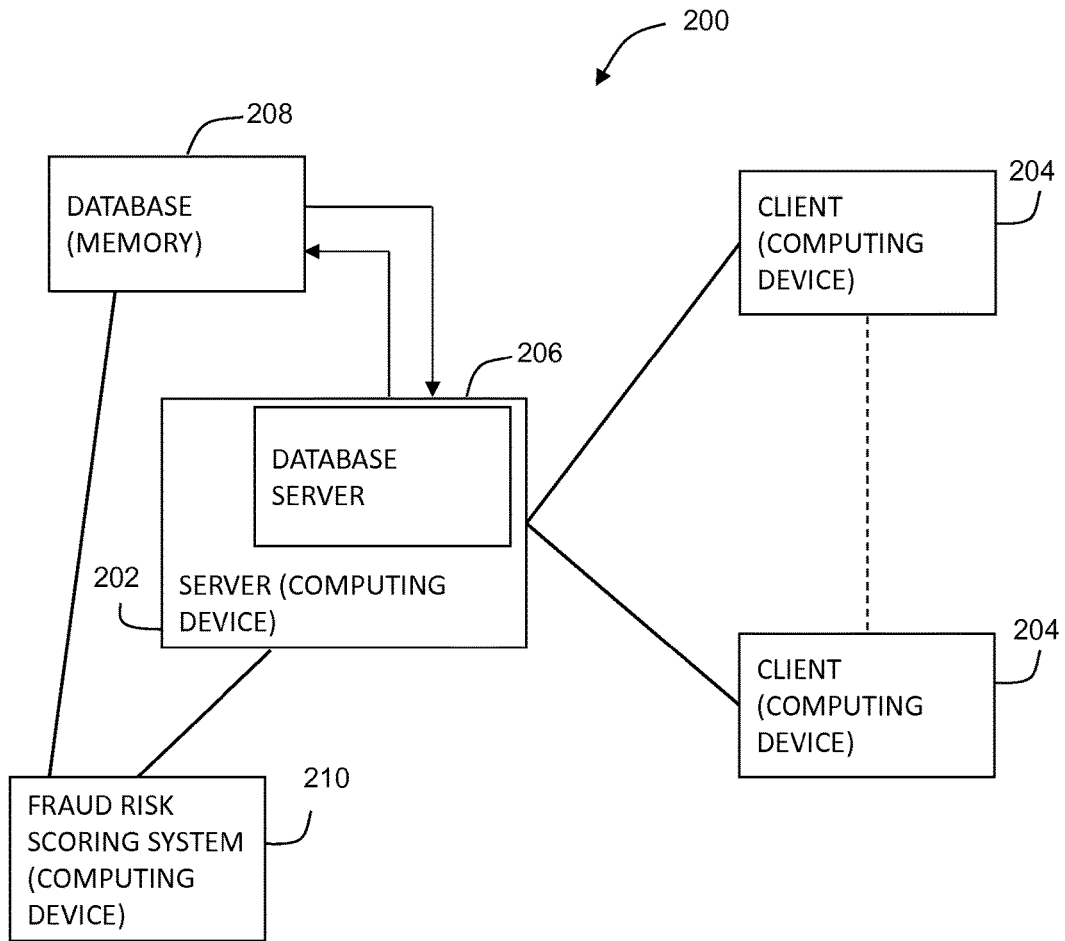 200
208
DATABASE
(MEMORY)
204
CLIENT
(COMPUTING
DEVICE)
206
DATABASE
SERVER
202
SERVER (COMPUTING
DEVICE)
204
CLIENT
(COMPUTING
DEVICE)
210
FRAUD RISK
SCORING SYSTEM
(COMPUTING
DEVICE)